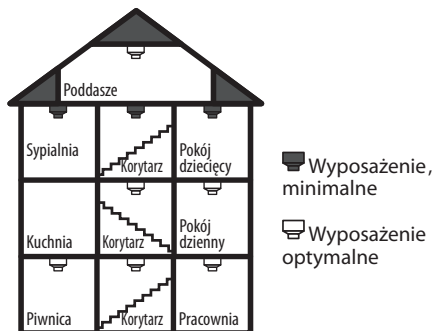 Poddasze
Sypialnia
Korytarz
Pokój
dziecięcy
Kuchnia
Korytarz
Pokój
dzienny
Piwnica
Korytarz
Pracownia
Wyposażenie,
minimalne
Wyposażenie
optymalne